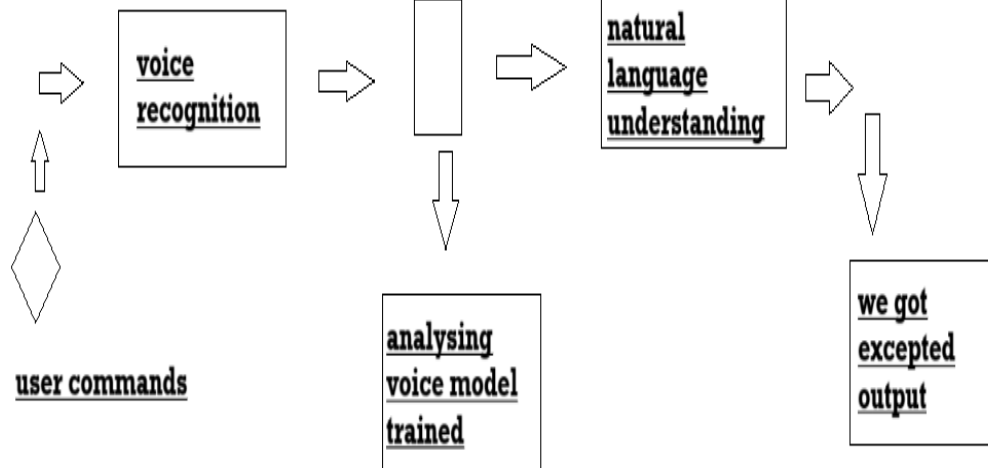 voice
recognition
natural
language
understanding
user commands
analysing
voice model
trained
we got
excepted
output